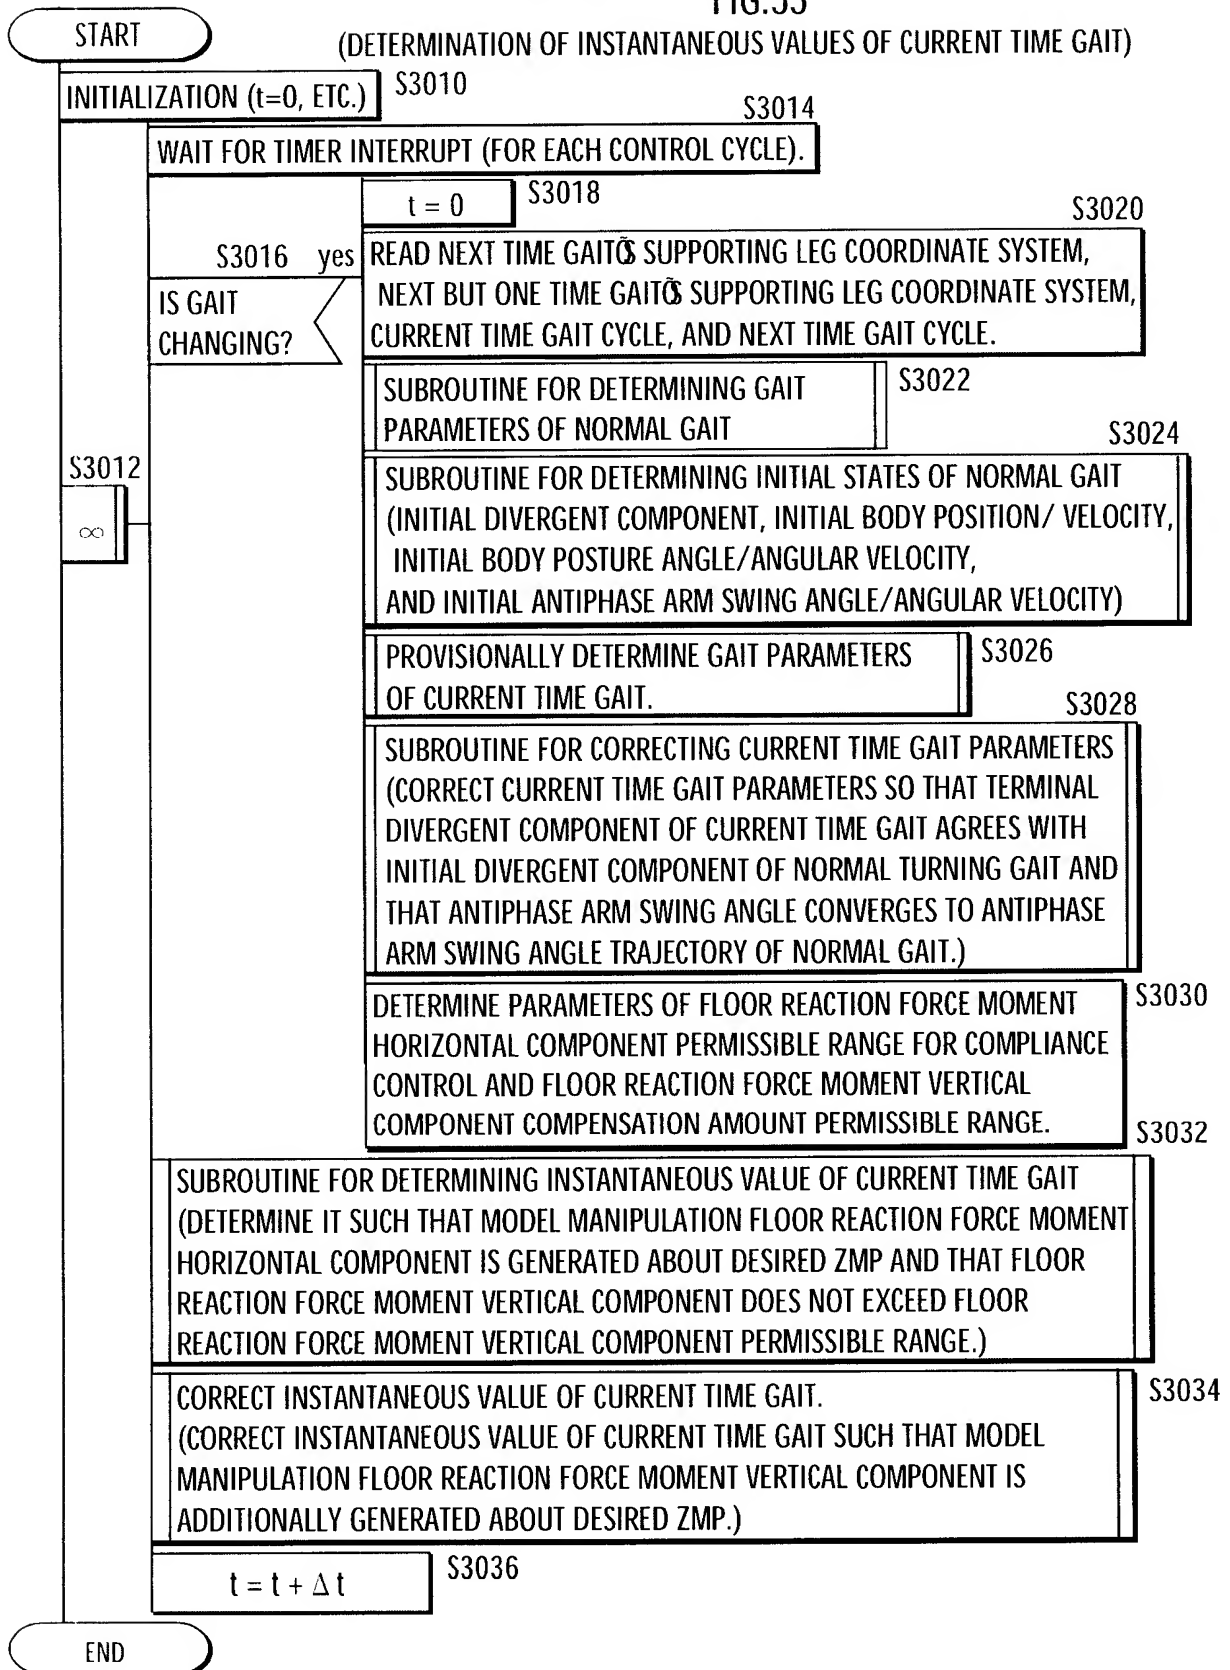 FIG.53
START
(DETERMINATION OF INSTANTANEOUS VALUES OF CURRENT TIME GAIT)
INITIALIZATION (t=0, ETC.) S3010
S3014
WAIT FOR TIMER INTERRUPT (FOR EACH CONTROL CYCLE).
t = 0 S3018
S3020
S3016 yes
READ NEXT TIME GAITÕS SUPPORTING LEG COORDINATE SYSTEM,
NEXT BUT ONE TIME GAITÕS SUPPORTING LEG COORDINATE SYSTEM,
CURRENT TIME GAIT CYCLE, AND NEXT TIME GAIT CYCLE.
IS GAIT
CHANGING?
SUBROUTINE FOR DETERMINING GAIT
PARAMETERS OF NORMAL GAIT
S3022
S3024
S3012
∞
SUBROUTINE FOR DETERMINING INITIAL STATES OF NORMAL GAIT
(INITIAL DIVERGENT COMPONENT, INITIAL BODY POSITION/ VELOCITY,
INITIAL BODY POSTURE ANGLE/ANGULAR VELOCITY,
AND INITIAL ANTIPHASE ARM SWING ANGLE/ANGULAR VELOCITY)
PROVISIONALLY DETERMINE GAIT PARAMETERS
OF CURRENT TIME GAIT.
S3026
S3028
SUBROUTINE FOR CORRECTING CURRENT TIME GAIT PARAMETERS
(CORRECT CURRENT TIME GAIT PARAMETERS SO THAT TERMINAL
DIVERGENT COMPONENT OF CURRENT TIME GAIT AGREES WITH
INITIAL DIVERGENT COMPONENT OF NORMAL TURNING GAIT AND
THAT ANTIPHASE ARM SWING ANGLE CONVERGES TO ANTIPHASE
ARM SWING ANGLE TRAJECTORY OF NORMAL GAIT.)
DETERMINE PARAMETERS OF FLOOR REACTION FORCE MOMENT
HORIZONTAL COMPONENT PERMISSIBLE RANGE FOR COMPLIANCE
CONTROL AND FLOOR REACTION FORCE MOMENT VERTICAL
COMPONENT COMPENSATION AMOUNT PERMISSIBLE RANGE.
S3030
S3032
SUBROUTINE FOR DETERMINING INSTANTANEOUS VALUE OF CURRENT TIME GAIT
(DETERMINE IT SUCH THAT MODEL MANIPULATION FLOOR REACTION FORCE MOMENT
HORIZONTAL COMPONENT IS GENERATED ABOUT DESIRED ZMP AND THAT FLOOR
REACTION FORCE MOMENT VERTICAL COMPONENT DOES NOT EXCEED FLOOR
REACTION FORCE MOMENT VERTICAL COMPONENT PERMISSIBLE RANGE.)
CORRECT INSTANTANEOUS VALUE OF CURRENT TIME GAIT.
(CORRECT INSTANTANEOUS VALUE OF CURRENT TIME GAIT SUCH THAT MODEL
MANIPULATION FLOOR REACTION FORCE MOMENT VERTICAL COMPONENT IS
ADDITIONALLY GENERATED ABOUT DESIRED ZMP.)
S3034
t = t + Δ t S3036
END